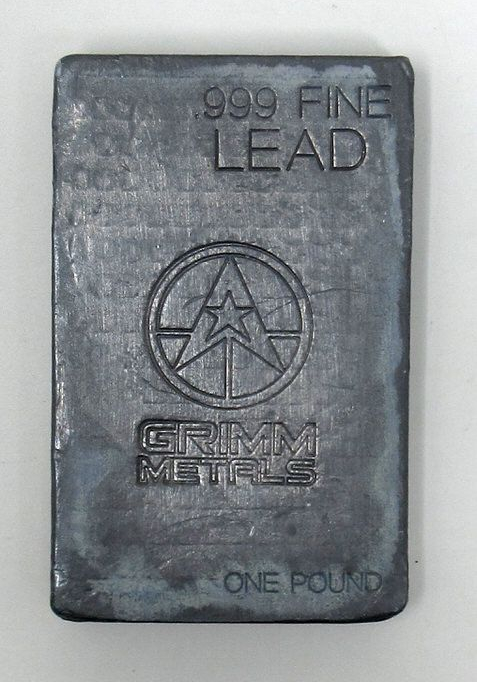 .999 FINE
LEAD
GRIMM
METALS
ONE POUND